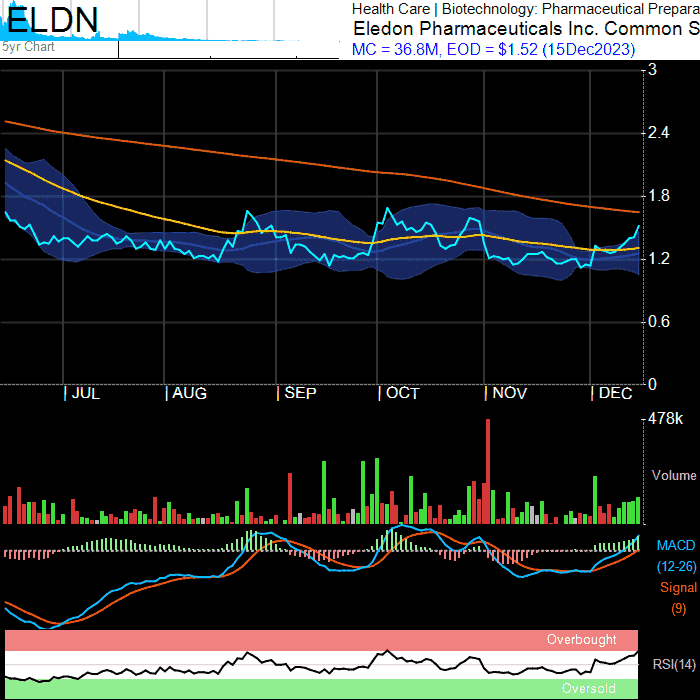 ELDN
5yr Chart
Health Care | Biotechnology: Pharmaceutical Prepara
Eledon Pharmaceuticals Inc. Common S
MC = 36.8M, EOD = $1.52 (15Dec2023)
3
2.4
1.8
1.2
0.6
0
JUL AUG SEP OCT NOV DEC
478k
Volume
MACD
(12-26)
Signal
(9)
Overbought
RSI(14)
Oversold